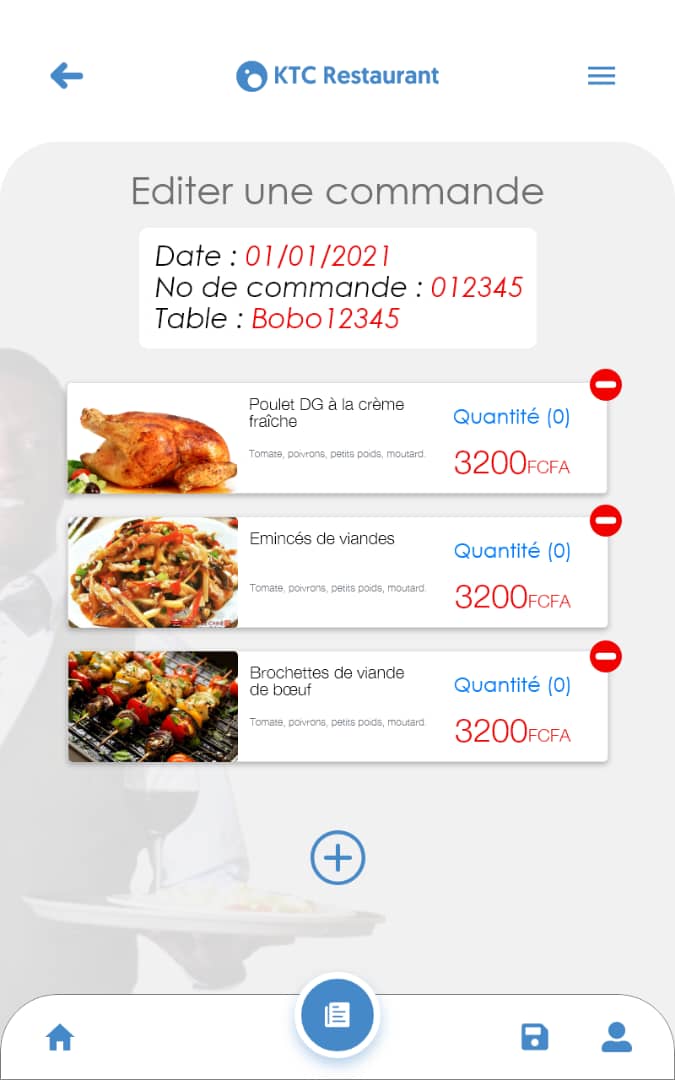 KTC Restaurant
Editer une commande
Date : 01/01/2021
No de commande : 012345
Table : Bobo12345
Poulet DG à la crème
fraîche
Tomate, poivrons, petits poids, moutard.
Quantité (0)
3200FCFA
Emincés de viandes
Tomate, poivrons, petits poids, moutard.
Quantité (0)
3200FCFA
Brochettes de viande
de bœuf
Tomate, poivrons, petits poids, moutard.
Quantité (0)
3200FCFA